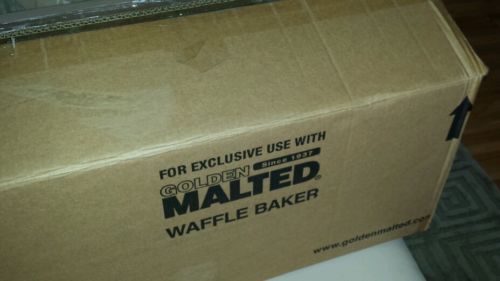 FOR EXCLUSIVE USE WITH
GOLDEN Since 1937
MALTED®
WAFFLE BAKER
www.goldenmalted.com